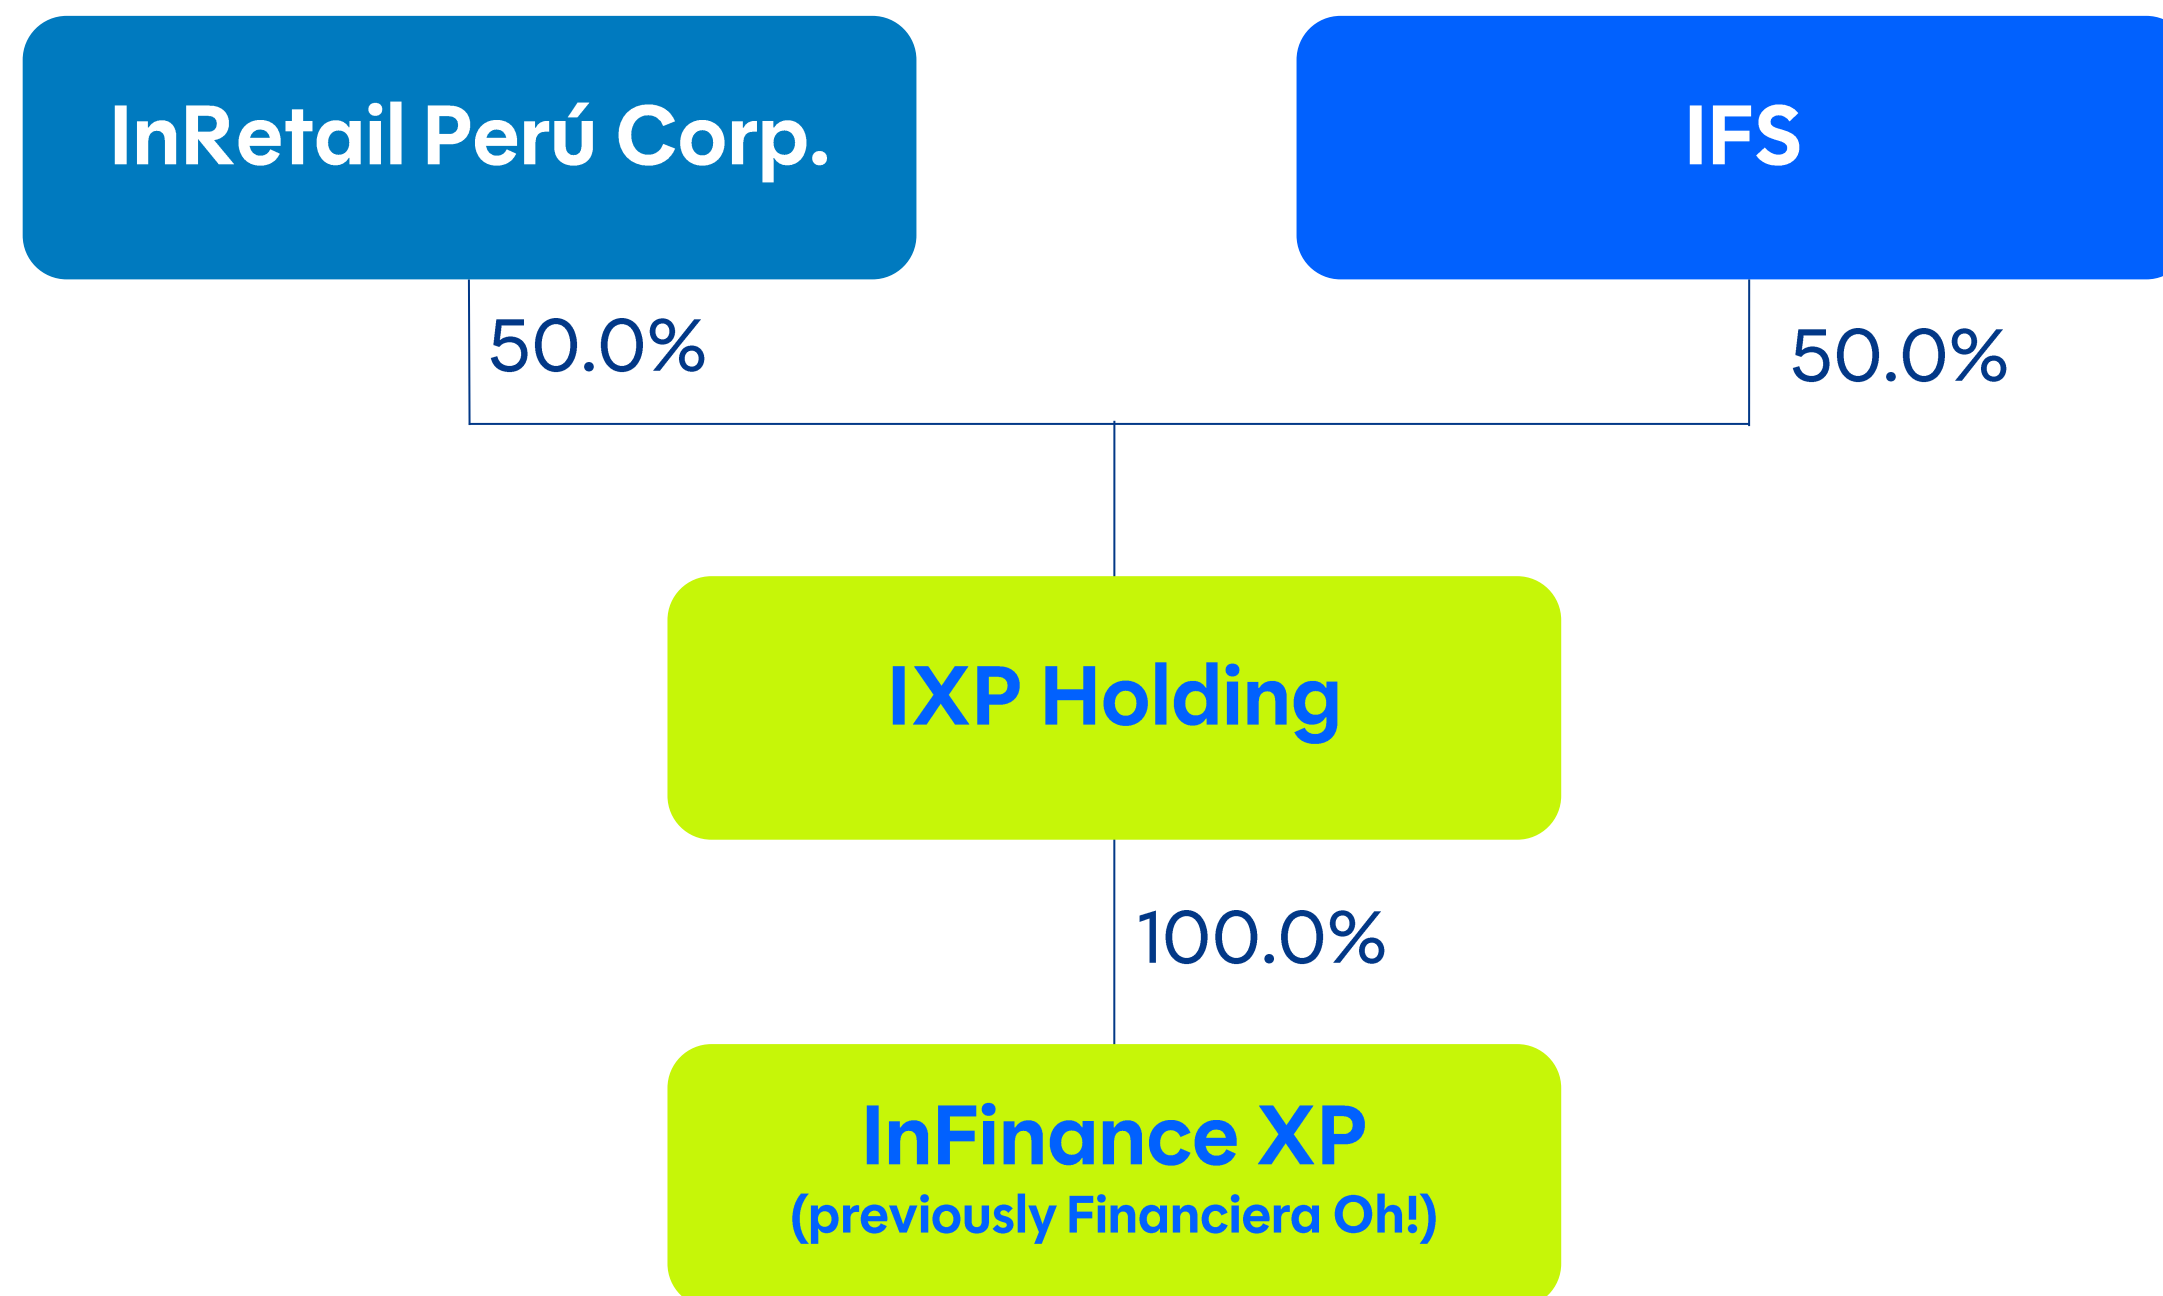 InRetail Perú Corp.
IFS
50.0%
50.0%
IXP Holding
100.0%
InFinance XP
(previously Financiera Oh!)